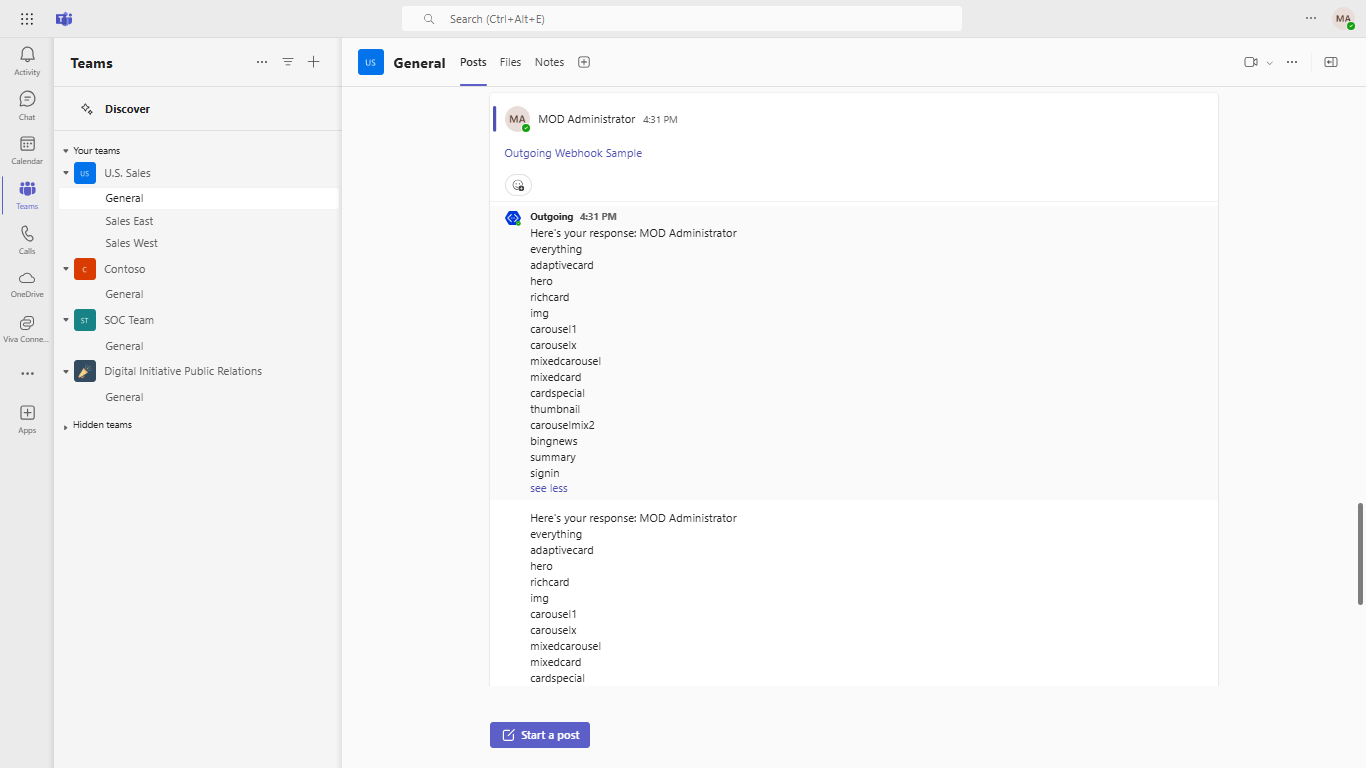 Search (Ctrl+Alt+E)
MA
Activity
Chat
Calendar
Teams
Calls
OneDrive
Viva Conne...
Apps
Teams
Discover
Your teams
US
U.S. Sales
General
Sales East
Sales West
C
Contoso
General
ST
SOC Team
General
Digital Initiative Public Relations
General
Hidden teams
US
General
Posts
Files
Notes
MA
MOD Administrator 4:31 PM
Outgoing Webhook Sample
Outgoing 4:31 PM
Here's your response: MOD Administrator
everything
adaptivecard
hero
richcard
img
carousel1
carouselx
mixedcarousel
mixedcard
cardspecial
thumbnail
carouselmix2
bingnews
summary
signin
see less
Here's your response: MOD Administrator
everything
adaptivecard
hero
richcard
img
carousel1
carouselx
mixedcarousel
mixedcard
cardspecial
Start a post